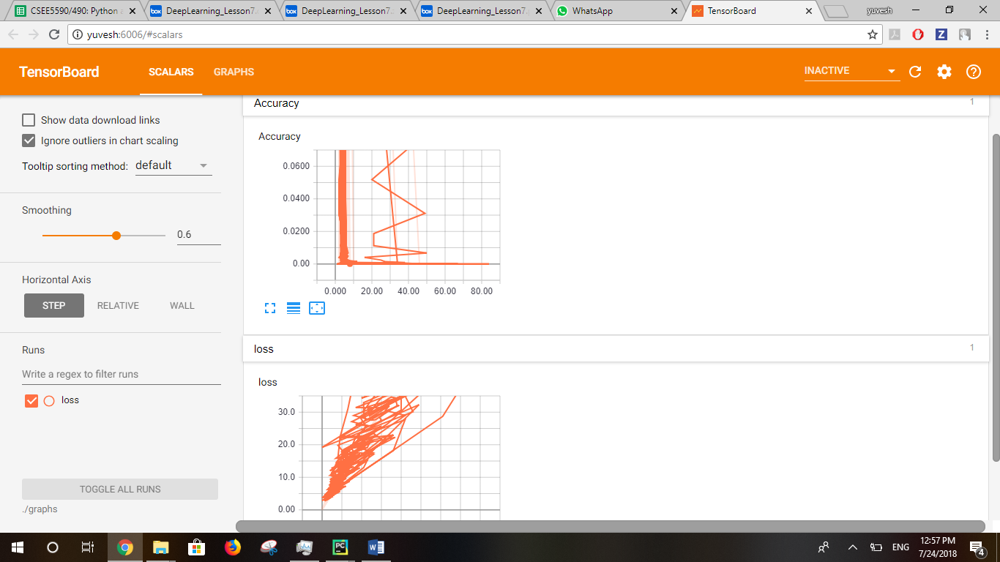 CSEE5590/490: Python
DeepLearning_Lesson7.
DeepLearning_Lesson7.
DeepLearning_Lesson7.
WhatsApp
TensorBoard
yuvesh
yuvesh:6006/#scalars
TensorBoard
SCALARS
GRAPHS
INACTIVE
Show data download links
Ignore outliers in chart scaling
Tooltip sorting method: default
Smoothing
0.6
Horizontal Axis
STEP RELATIVE WALL
Runs
Write a regex to filter runs
loss
TOGGLE ALL RUNS
./graphs
Accuracy 1
Accuracy
0.0600
0.0400
0.0200
0.00
0.000 20.00 40.00 60.00 80.00
loss 1
loss
30.0
20.0
10.0
0.00
ENG
12:57 PM
7/24/2018
4